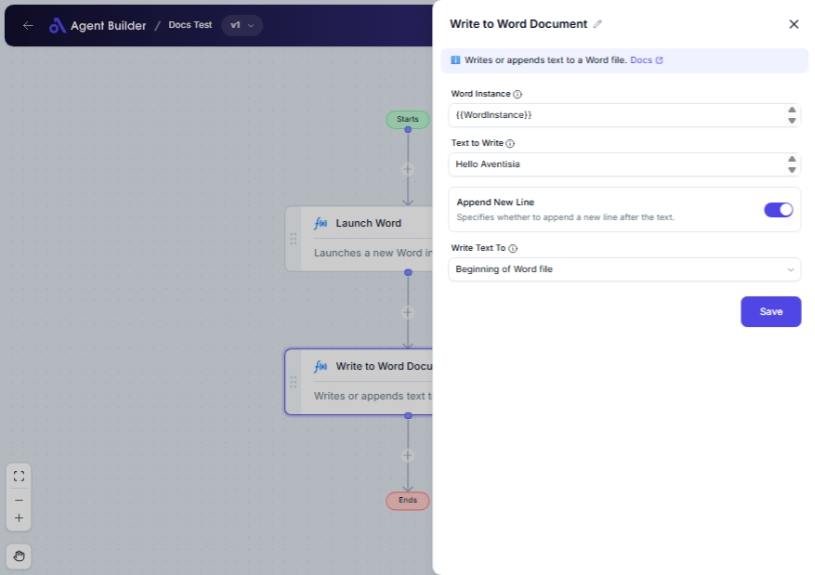 Agent Builder / Docs Test v1
Starts
Launch Word
Launches a new Word in
Write to Word Docu
Writes or appends text t
Ends
Write to Word Document
Writes or appends text to a Word file. Docs
Word Instance
{{WordInstance}}
Text to Write
Hello Aventisia
Append New Line
Specifies whether to append a new line after the text.
Write Text To
Beginning of Word file
Save